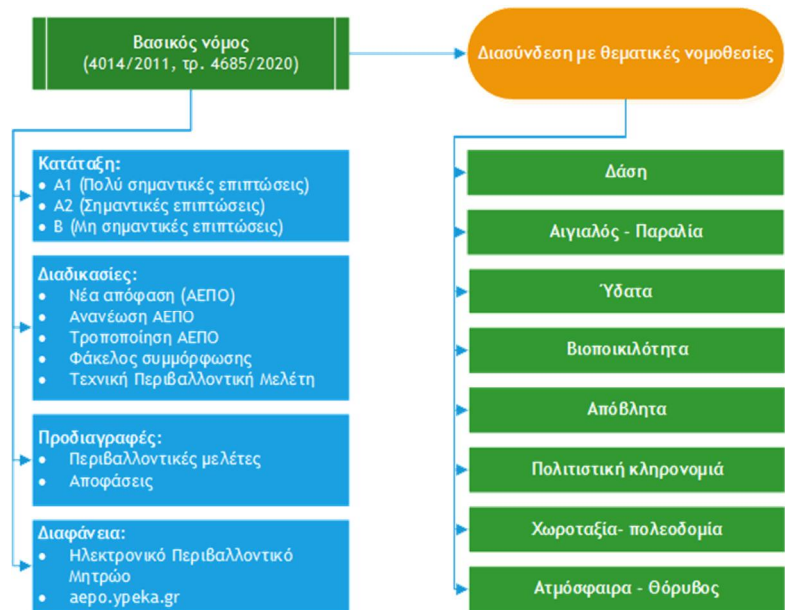 Βασικός νόμος
(4014/2011, τρ. 4685/2020)
Διασύνδεση με θεματικές νομοθεσίες
Κατάταξη:
• Α1 (Πολύ σημαντικές επιπτώσεις)
• Α2 (Σημαντικές επιπτώσεις)
• Β (Μη σημαντικές επιπτώσεις)
Διαδικασίες:
• Νέα απόφαση (ΑΕΠΟ)
• Ανανέωση ΑΕΠΟ
• Τροποποίηση ΑΕΠΟ
• Φάκελος συμμόρφωσης
• Τεχνική Περιβαλλοντική Μελέτη
Προδιαγραφές:
• Περιβαλλοντικές μελέτες
• Αποφάσεις
Διαφάνεια:
• Ηλεκτρονικό Περιβαλλοντικό
Μητρώο
• aepo.ypeka.gr
Δάση
Αιγιαλός - Παραλία
Ύδατα
Βιοποικιλότητα
Απόβλητα
Πολιτιστική κληρονομιά
Χωροταξία- πολεοδομία
Ατμόσφαιρα - Θόρυβος